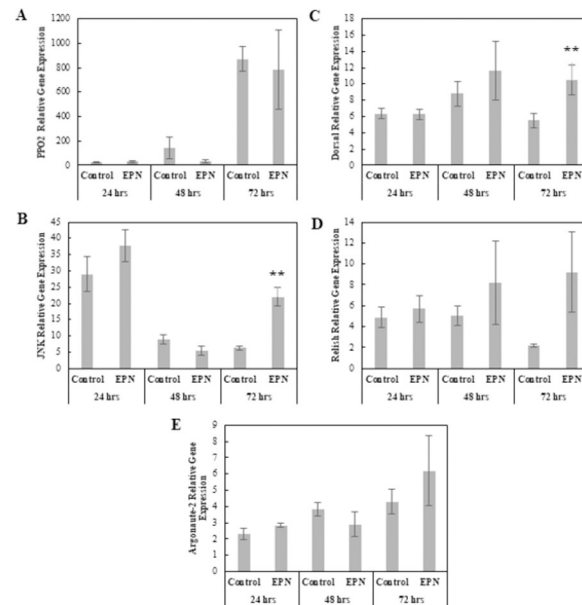 A
PPO2 Relative Gene Expression
1200
1000
800
600
400
200
0
Control EPN Control EPN Control EPN
24 hrs 48 hrs 72 hrs
B
JNK Relative Gene Expression
45
40
35
30
25
20
15
10
5
0
**
Control EPN Control EPN Control EPN
24 hrs 48 hrs 72 hrs
C
Dorsal Relative Gene Expression
18
16
14
12
10
8
6
4
2
0
**
Control EPN Control EPN Control EPN
24 hrs 48 hrs 72 hrs
D
Relish Relative Gene Expression
14
12
10
8
6
4
2
0
Control EPN Control EPN Control EPN
24 hrs 48 hrs 72 hrs
E
Argonaute-2 Relative Gene
Expression
9
8
7
6
5
4
3
2
1
0
Control EPN Control EPN Control EPN
24 hrs 48 hrs 72 hrs